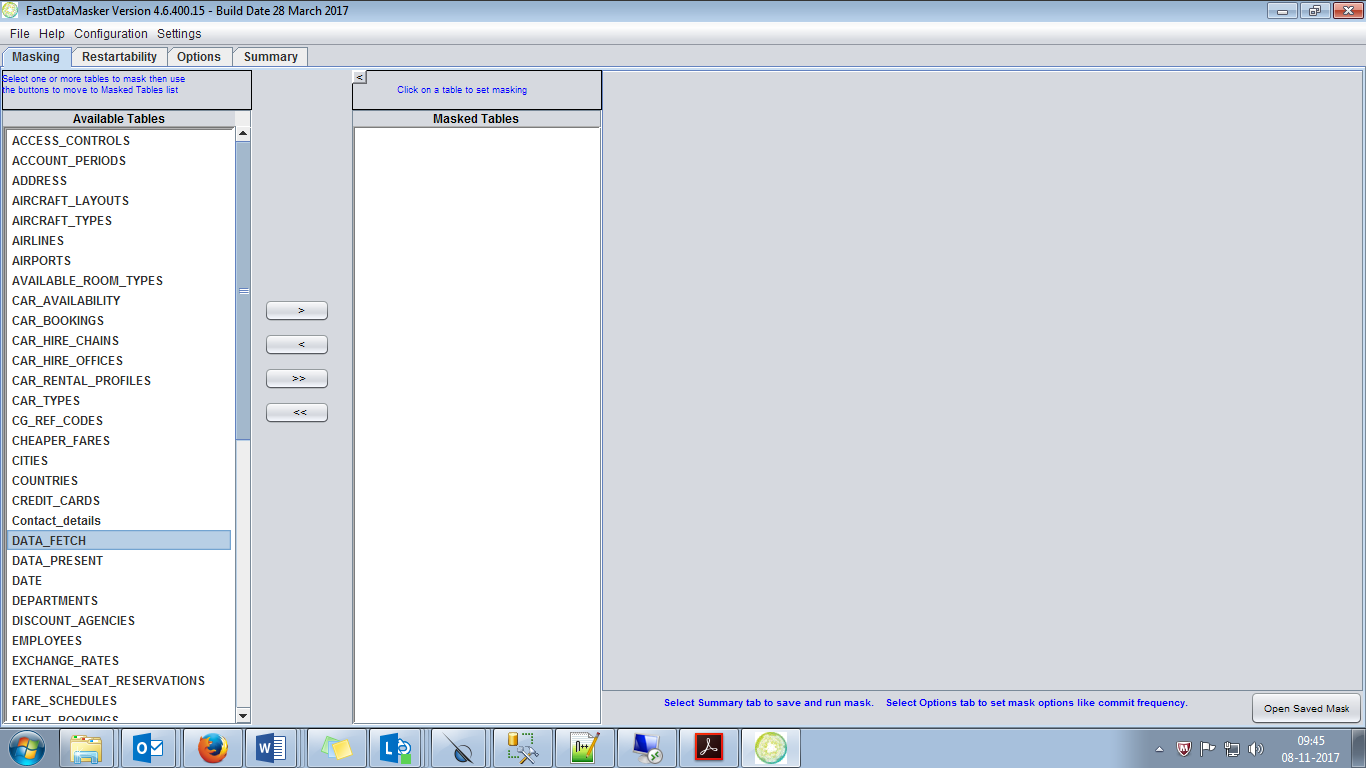 FastDataMasker Version 4.6.400.15 - Build Date 28 March 2017
File Help Configuration Settings
Masking Restartability Options Summary
Select one or more tables to mask then use
the buttons to move to Masked Tables list
<
Click on a table to set masking
Available Tables
Masked Tables
ACCESS_CONTROLS
ACCOUNT_PERIODS
ADDRESS
AIRCRAFT_LAYOUTS
AIRCRAFT_TYPES
AIRLINES
AIRPORTS
AVAILABLE_ROOM_TYPES
CAR_AVAILABILITY
CAR_BOOKINGS
CAR_HIRE_CHAINS
CAR_HIRE_OFFICES
CAR_RENTAL_PROFILES
CAR_TYPES
CG_REF_CODES
CHEAPER_FARES
CITIES
COUNTRIES
CREDIT_CARDS
Contact_details
DATA_FETCH
DATA_PRESENT
DATE
DEPARTMENTS
DISCOUNT_AGENCIES
EMPLOYEES
EXCHANGE_RATES
EXTERNAL_SEAT_RESERVATIONS
FARE_SCHEDULES
FLIGHT_BOOKINGS
>
<
>>
<<
Select Summary tab to save and run mask. Select Options tab to set mask options like commit frequency.
Open Saved Mask
09:45
08-11-2017